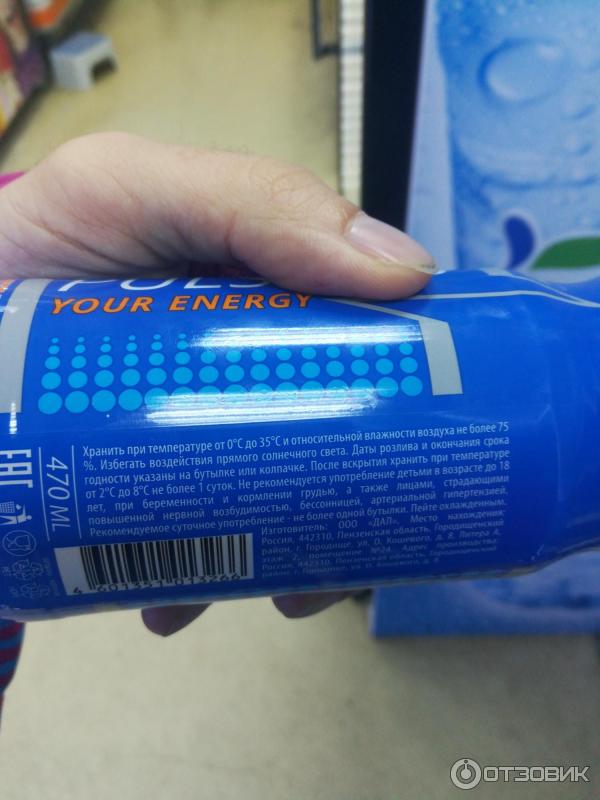 YOUR ENERGY
Хранить при температуре от 0°С до 35°С и относительной влажности воздуха не более 75
%. Избегать воздействия прямого солнечного света. Даты розлива и окончания срока
годности указаны на бутылке или колпачке. После вскрытия хранить при температуре
от 2°С до 8°С не более 1 суток. Не рекомендуется употребление детьми в возрасте до 18
лет, при беременности и кормлении грудью, а также лицами, страдающими
повышенной нервной возбудимостью, бессонницей, артериальной гипертензией.
Рекомендуемое суточное употребление - не более одной бутылки. Пейте охлажденным.
Изготовитель: ООО «ДАЛ». Место нахождения:
Россия, 442310, Пензенская область, Городищенский
район, г. Городище, ул. О. Кошевого, д. 8, Литера А,
этаж 2, помещение №24. Адрес производства:
Россия, 442310, Пензенская область, Городищенский
район, г. Городище, ул. О. Кошевого, д. 8
470 ML
EAC
4 601351 013266
ОТЗОВИК